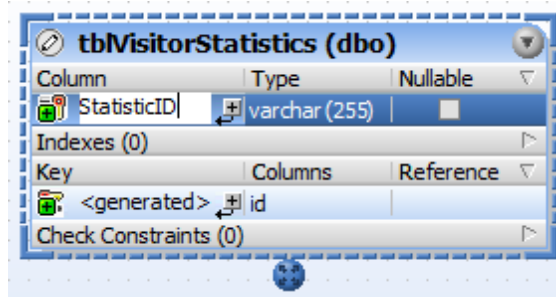 tblVisitorStatistics (dbo)
Column Type Nullable
StatisticID varchar(255)
Indexes (0)
Key Columns Reference
<generated> id
Check Constraints (0)